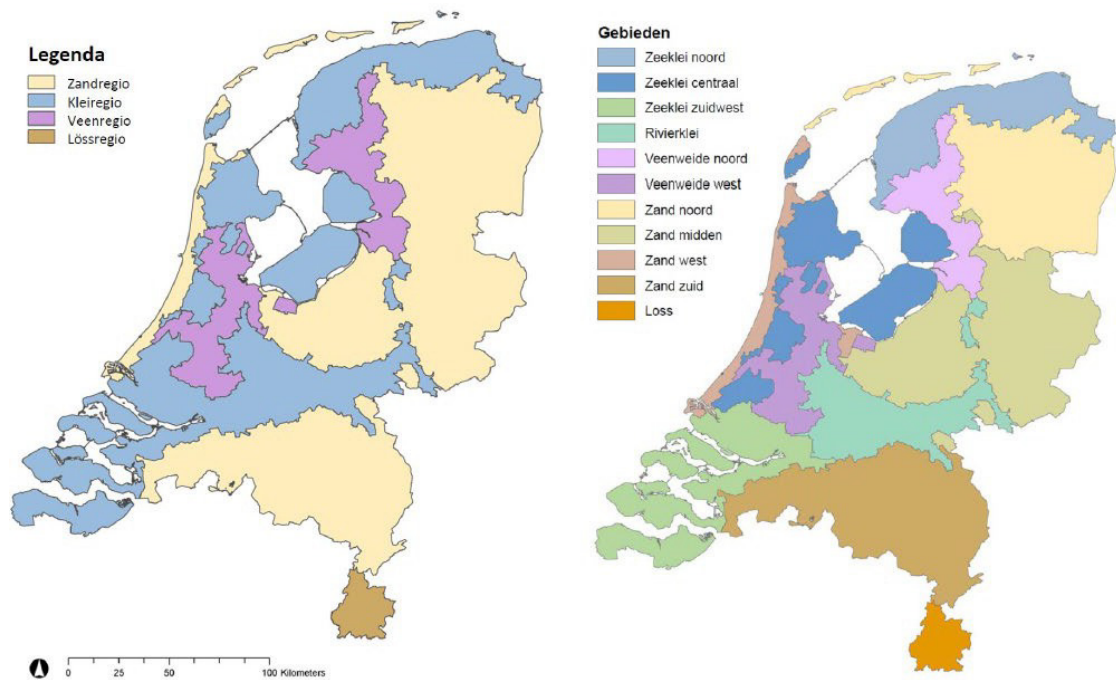 Legenda
Zandregio
Kleiregio
Veenregio
Lössregio
0 25 50 100 Kilometers
Gebieden
Zeeklei noord
Zeeklei centraal
Zeeklei zuidwest
Rivierklei
Veenweide noord
Veenweide west
Zand noord
Zand midden
Zand west
Zand zuid
Loss